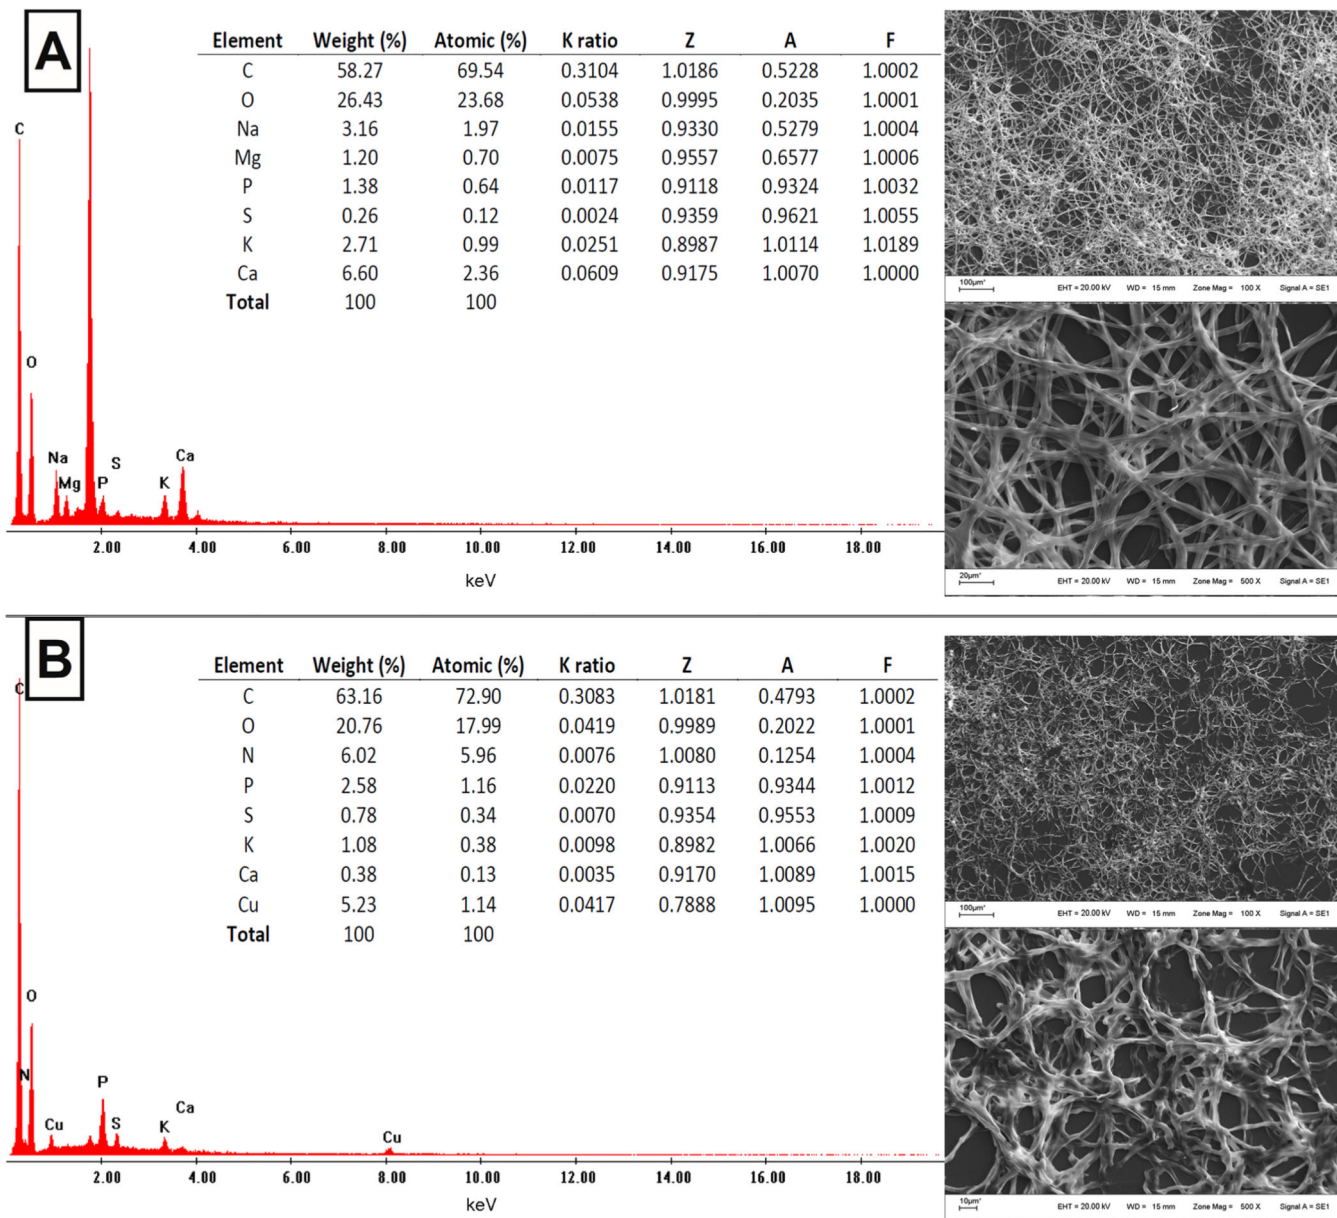 A
Element Weight (%) Atomic (%) K ratio Z A F
C 58.27 69.54 0.3104 1.0186 0.5228 1.0002
O 26.43 23.68 0.0538 0.9995 0.2035 1.0001
Na 3.16 1.97 0.0155 0.9330 0.5279 1.0004
Mg 1.20 0.70 0.0075 0.9557 0.6577 1.0006
P 1.38 0.64 0.0117 0.9118 0.9324 1.0032
S 0.26 0.12 0.0024 0.9359 0.9621 1.0055
K 2.71 0.99 0.0251 0.8987 1.0114 1.0189
Ca 6.60 2.36 0.0609 0.9175 1.0070 1.0000
Total 100 100
C
O
Na
Mg
P
S
K
Ca
2.00 4.00 6.00 8.00 10.00 12.00 14.00 16.00 18.00
keV
100µm* EHT = 20.00 kV WD = 15 mm Zone Mag = 100 X Signal A = SE1
20µm* EHT = 20.00 kV WD = 15 mm Zone Mag = 500 X Signal A = SE1
B
Element Weight (%) Atomic (%) K ratio Z A F
C 63.16 72.90 0.3083 1.0181 0.4793 1.0002
O 20.76 17.99 0.0419 0.9989 0.2022 1.0001
N 6.02 5.96 0.0076 1.0080 0.1254 1.0004
P 2.58 1.16 0.0220 0.9113 0.9344 1.0012
S 0.78 0.34 0.0070 0.9354 0.9553 1.0009
K 1.08 0.38 0.0098 0.8982 1.0066 1.0020
Ca 0.38 0.13 0.0035 0.9170 1.0089 1.0015
Cu 5.23 1.14 0.0417 0.7888 1.0095 1.0000
Total 100 100
C
O
N
Cu
P
S
K
Ca
Cu
2.00 4.00 6.00 8.00 10.00 12.00 14.00 16.00 18.00
keV
100µm* EHT = 20.00 kV WD = 15 mm Zone Mag = 100 X Signal A = SE1
10µm* EHT = 20.00 kV WD = 15 mm Zone Mag = 500 X Signal A = SE1